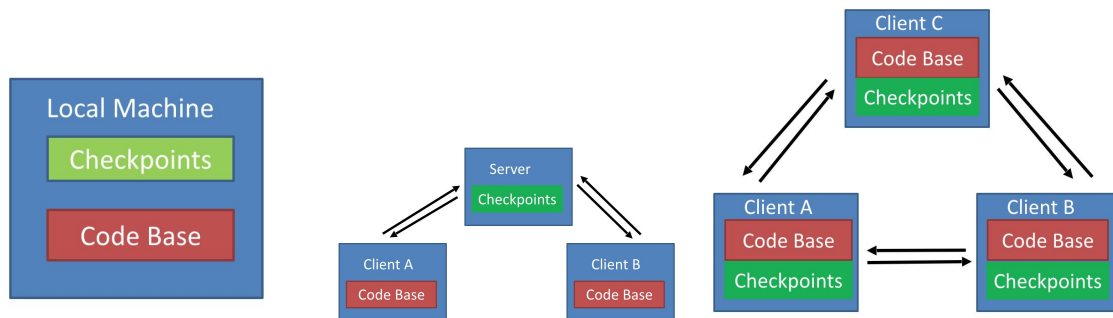 Local Machine
Checkpoints
Code Base
Server
Checkpoints
Client A
Code Base
Client B
Code Base
Client C
Code Base
Checkpoints
Client A
Code Base
Checkpoints
Client B
Code Base
Checkpoints